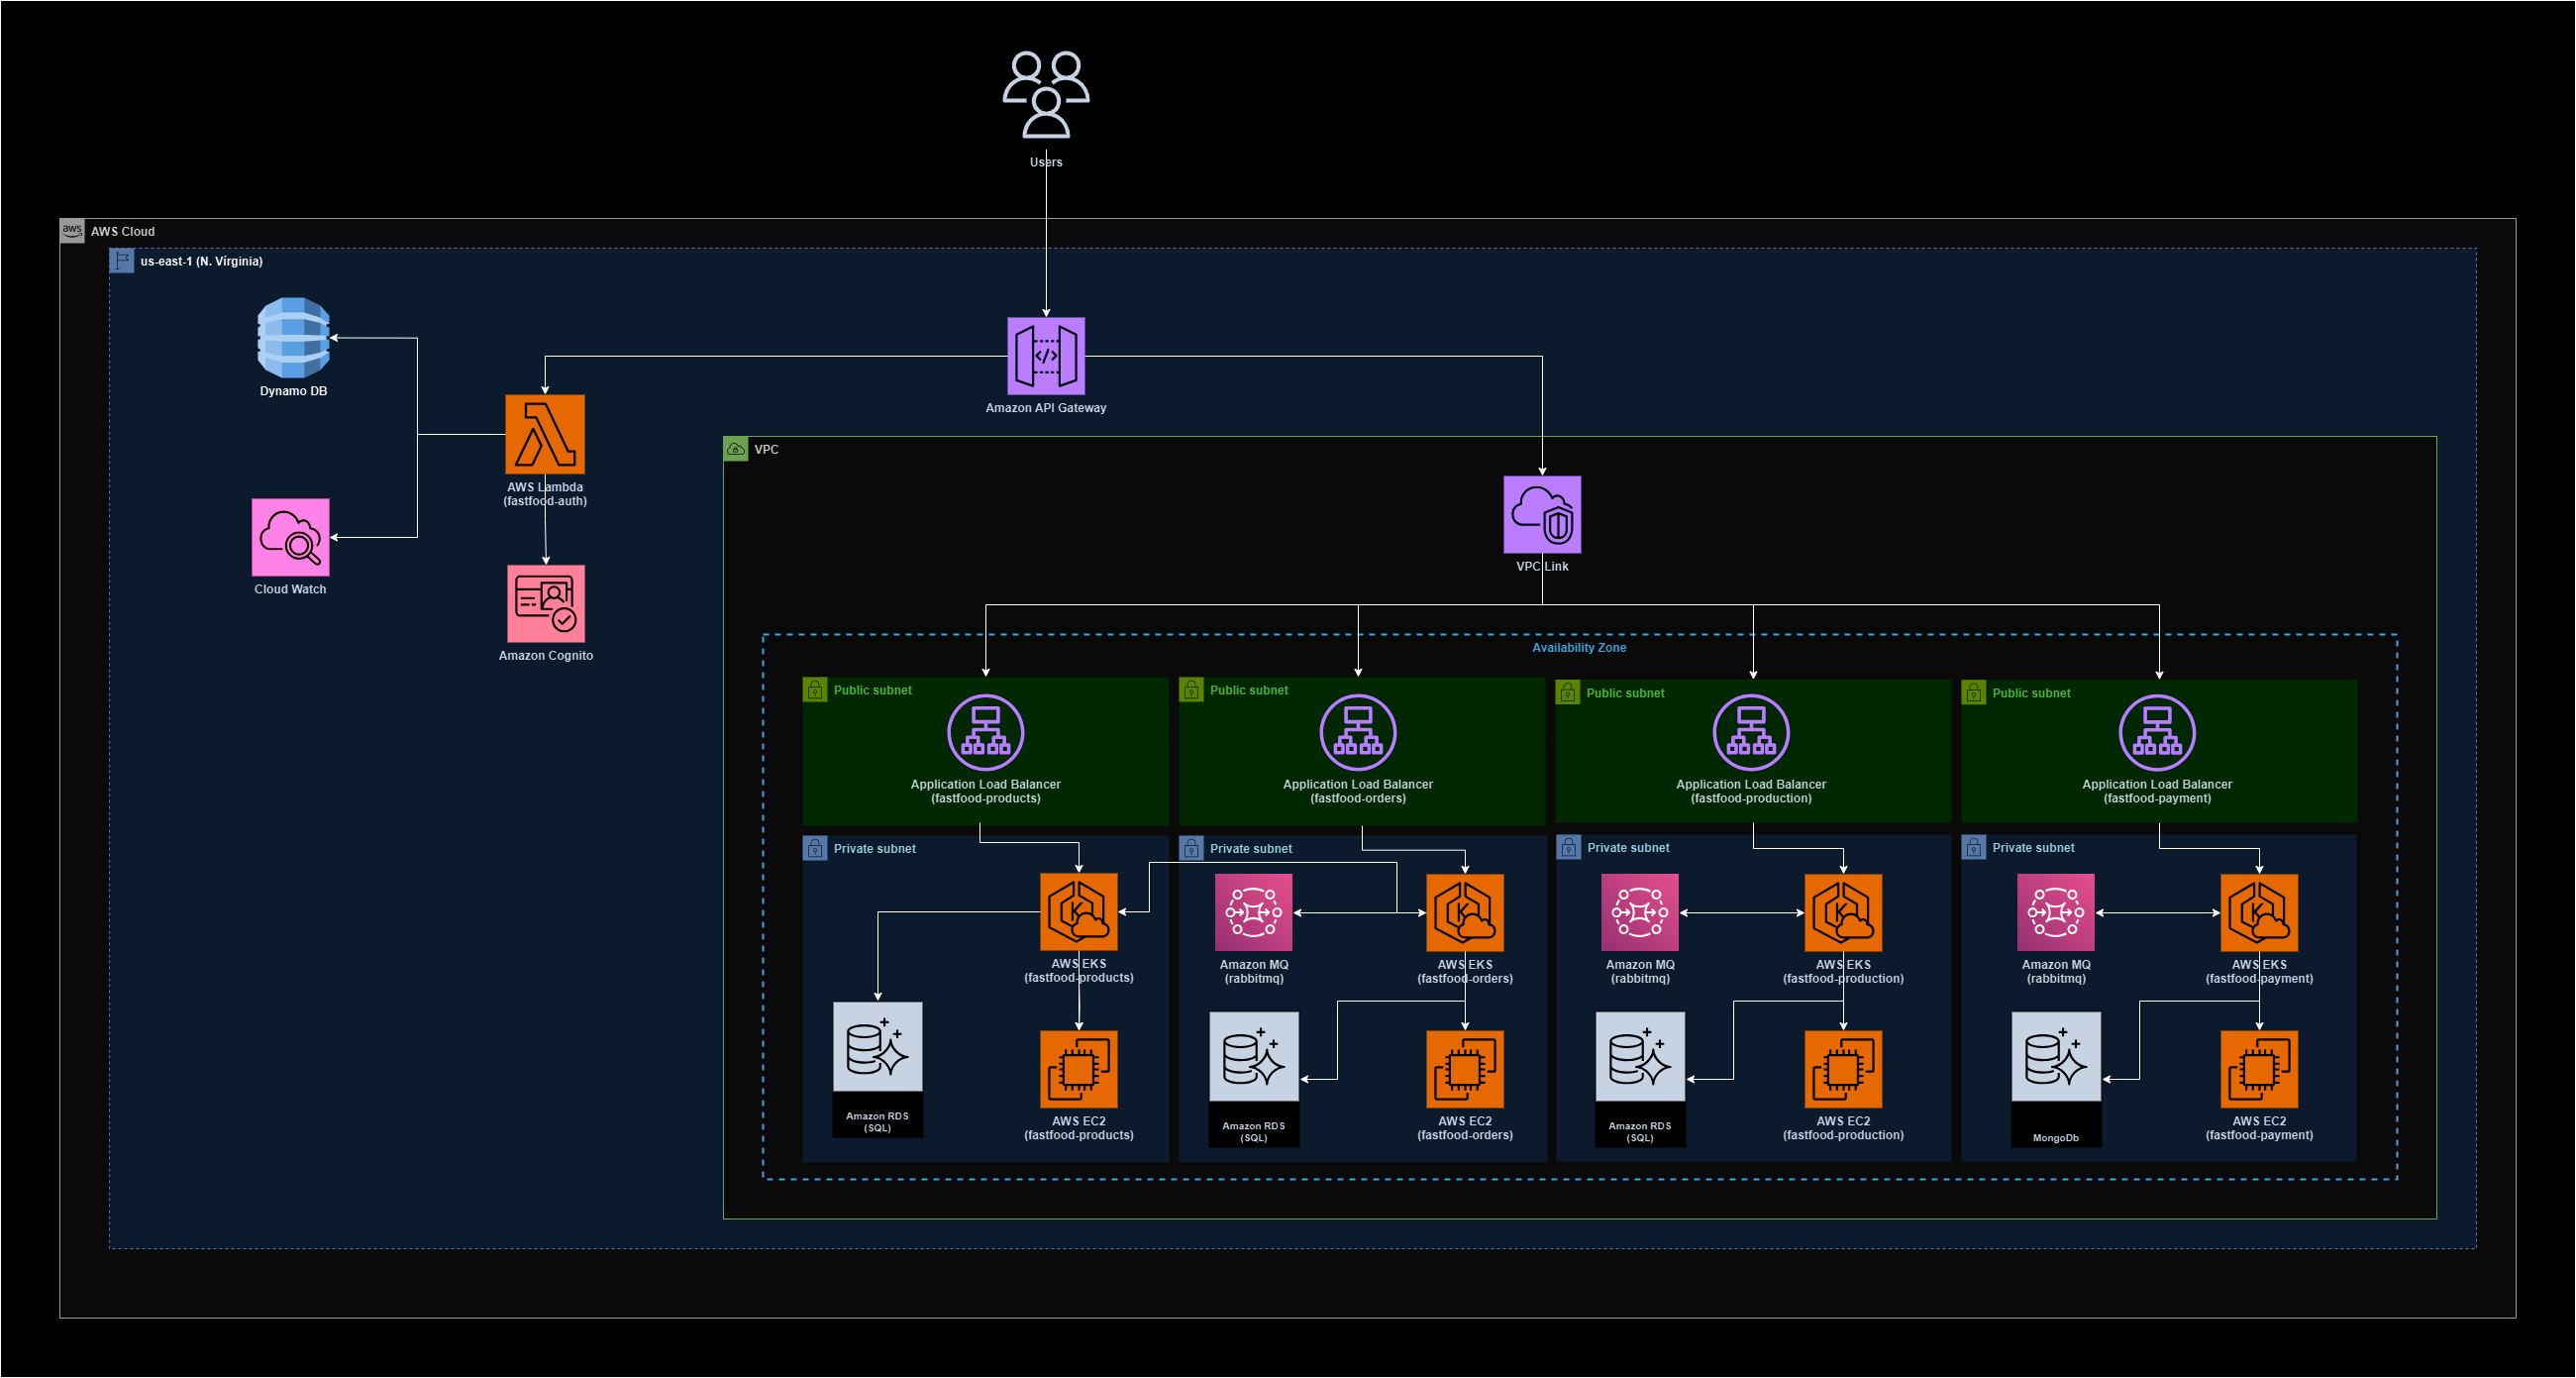 Users
aws
AWS Cloud
us-east-1 (N. Vírginia)
Dynamo DB
Amazon API Gateway
VPC
AWS Lambda
(fastfood-auth)
Cloud Watch
VPC Link
Amazon Cognito
Availability Zone
Public subnet
Public subnet
Public subnet
Public subnet
Application Load Balancer
(fastfood-products)
Application Load Balancer
(fastfood-orders)
Application Load Balancer
(fastfood-production)
Application Load Balancer
(fastfood-payment)
Private subnet
Private subnet
Private subnet
Private subnet
AWS EKS
(fastfood-products)
Amazon MQ
(rabbitmq)
AWS EKS
(fastfood-orders)
Amazon MQ
(rabbitmq)
AWS EKS
(fastfood-production)
Amazon MQ
(rabbitmq)
AWS EKS
(fastfood-payment)
Amazon RDS
(SQL)
AWS EC2
(fastfood-products)
Amazon RDS
(SQL)
AWS EC2
(fastfood-orders)
Amazon RDS
(SQL)
AWS EC2
(fastfood-production)
MongoDb
AWS EC2
(fastfood-payment)